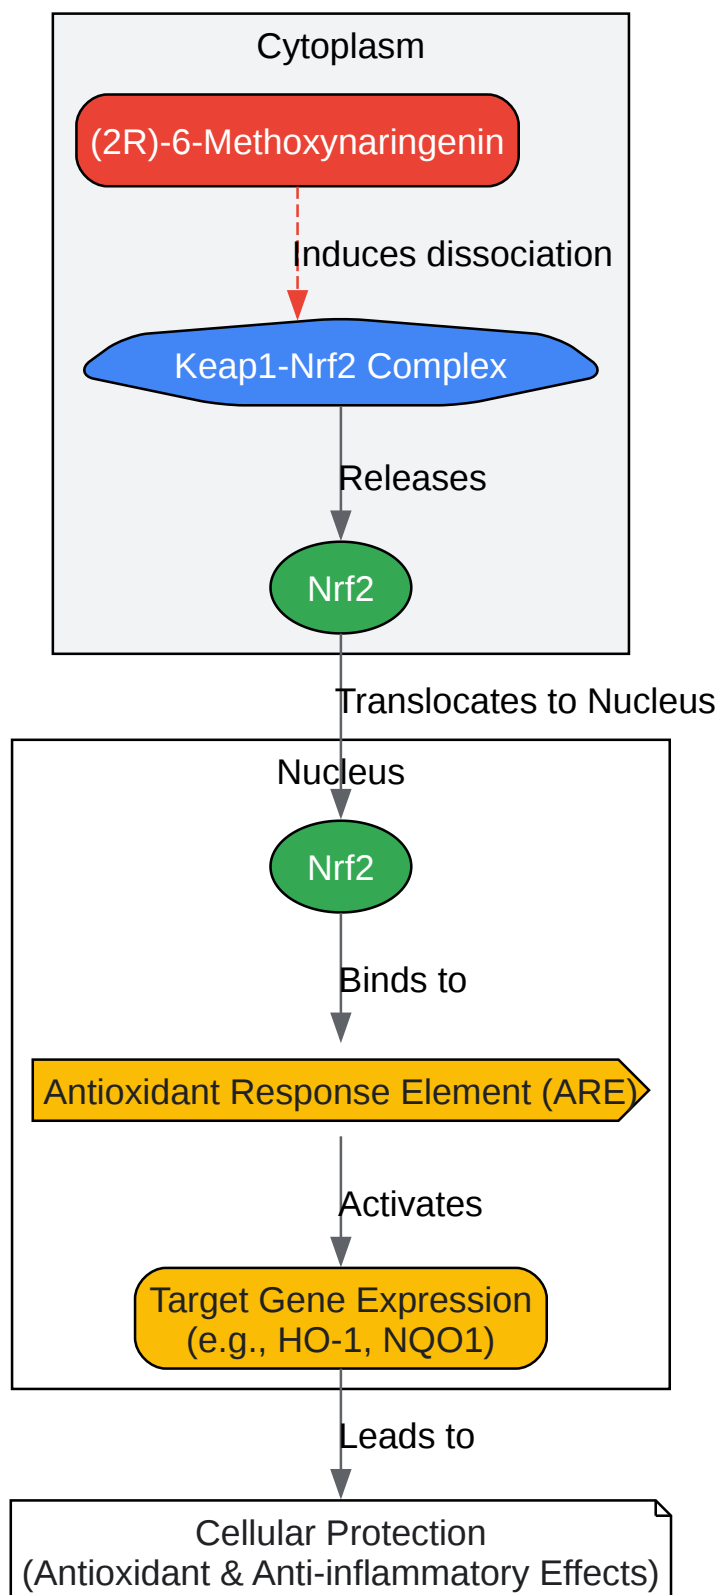 Cytoplasm
(2R)-6-Methoxynaringenin
Induces dissociation
Keap1-Nrf2 Complex
Releases
Nrf2
Translocates to Nucleus
Nucleus
Nrf2
Binds to
Antioxidant Response Element (ARE)
Activates
Target Gene Expression
(e.g., HO-1, NQO1)
Leads to
Cellular Protection
(Antioxidant & Anti-inflammatory Effects)